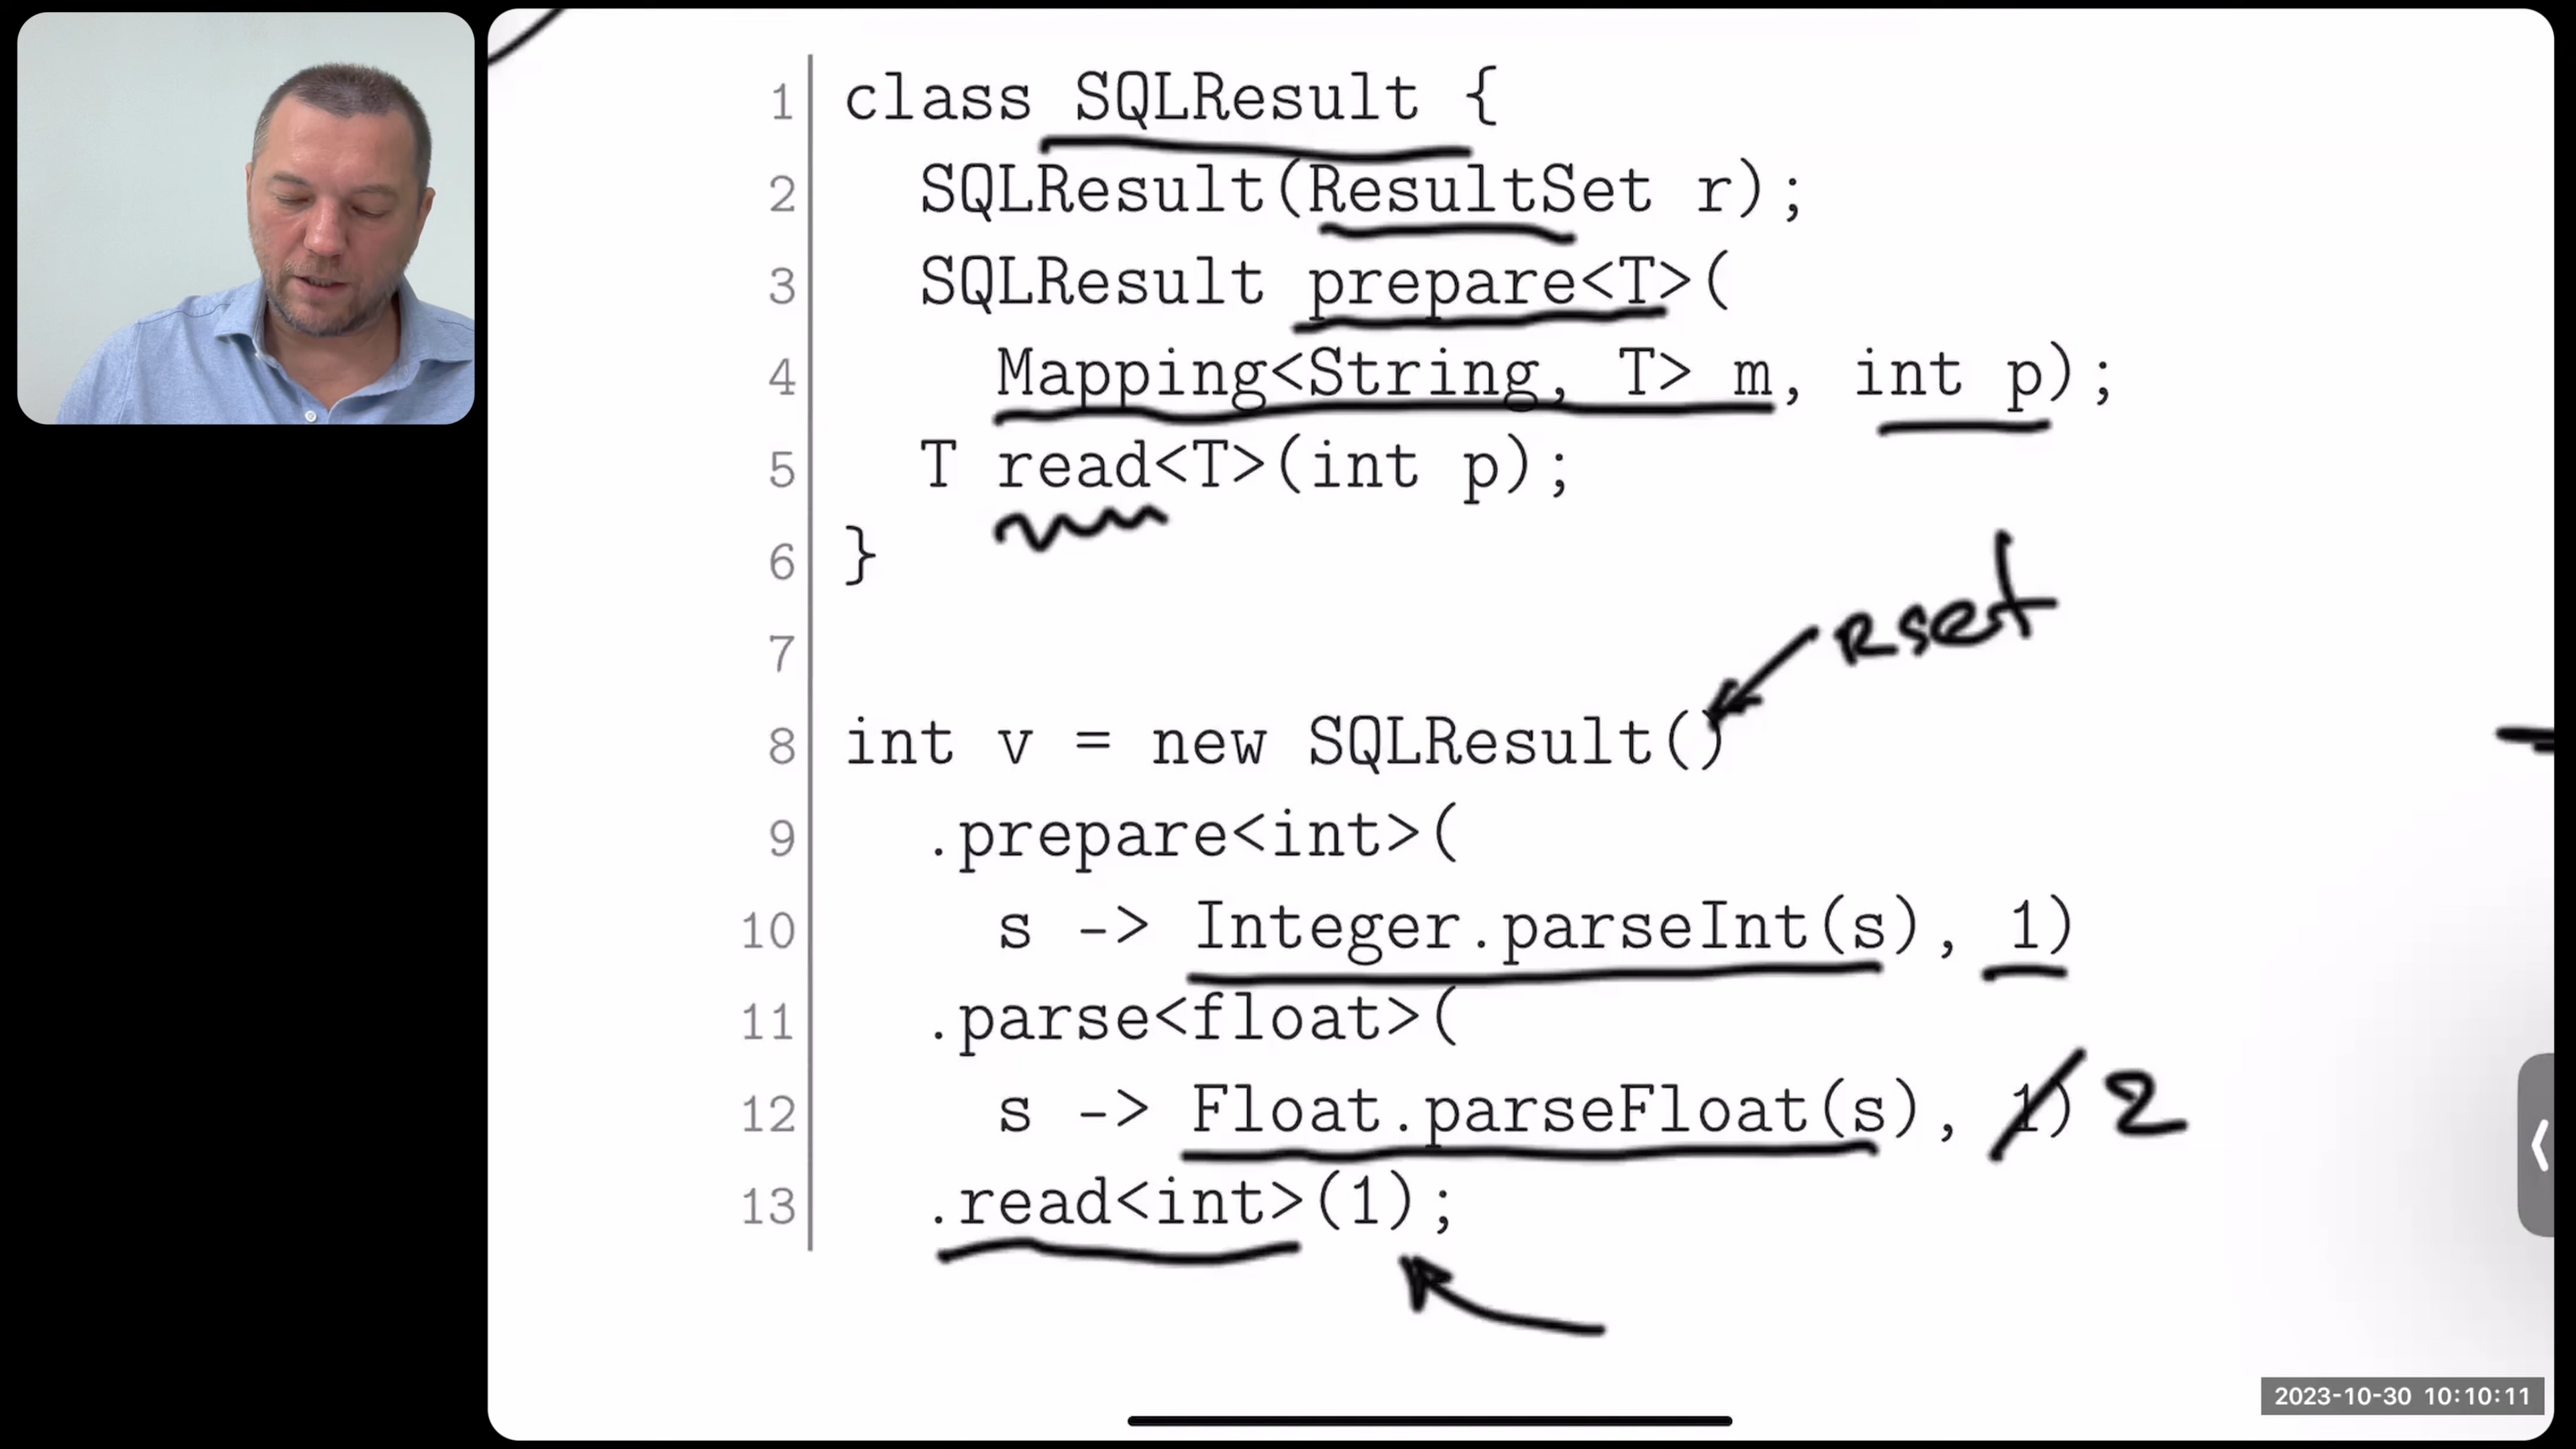 1 class SQLResult {
2 SQLResult(ResultSet r);
3 SQLResult prepare<T>(
4 Mapping<String, T> m, int p);
5 T read<T>(int p);
6 }
Rset
7
8 int v = new SQLResult()
9 .prepare<int>(
10 s -> Integer.parseInt(s), 1)
11 .parse<float>(
12 s -> Float.parseFloat(s), 1) 2
13 .read<int>(1);
2023-10-30 10:10:11